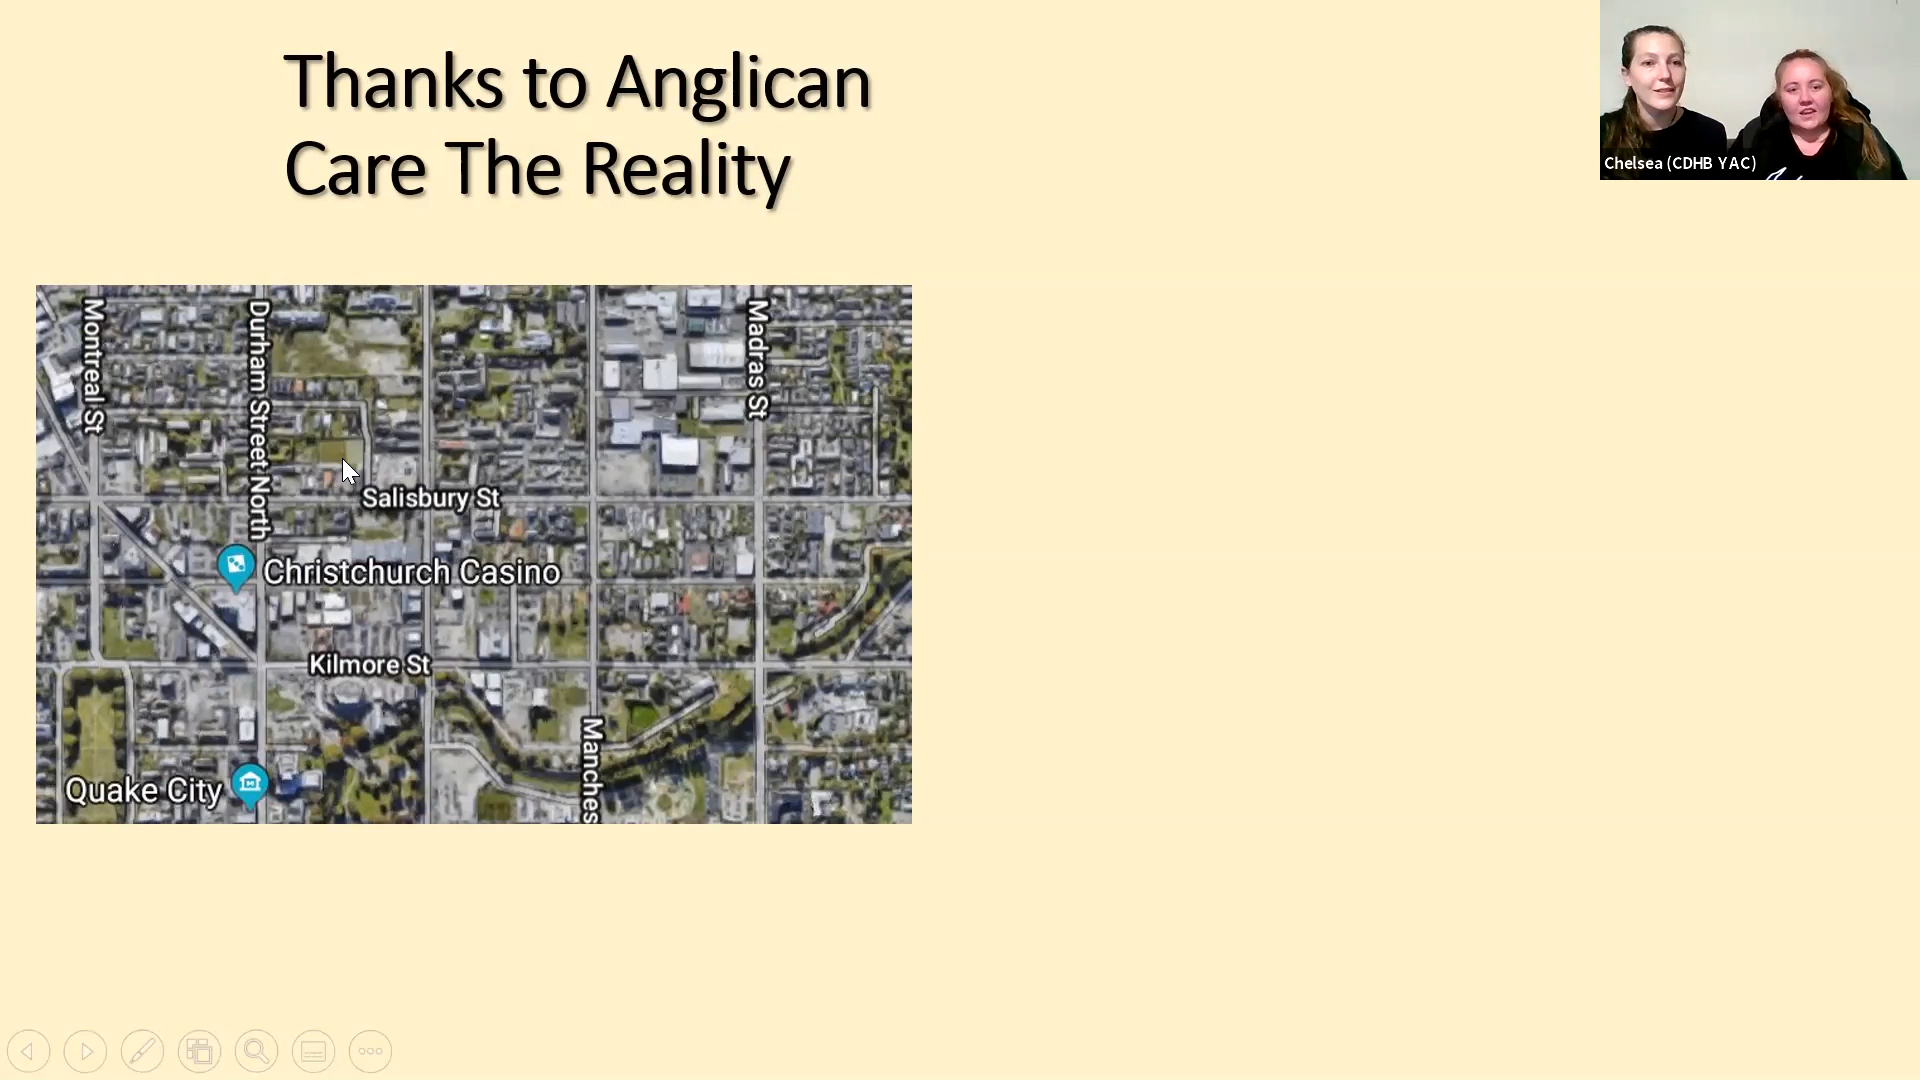 Thanks to Anglican
Care The Reality
Chelsea (CDHB YAC)
Montreal St
Durham Street North
Madras St
Salisbury St
Christchurch Casino
Kilmore St
Manches
Quake City